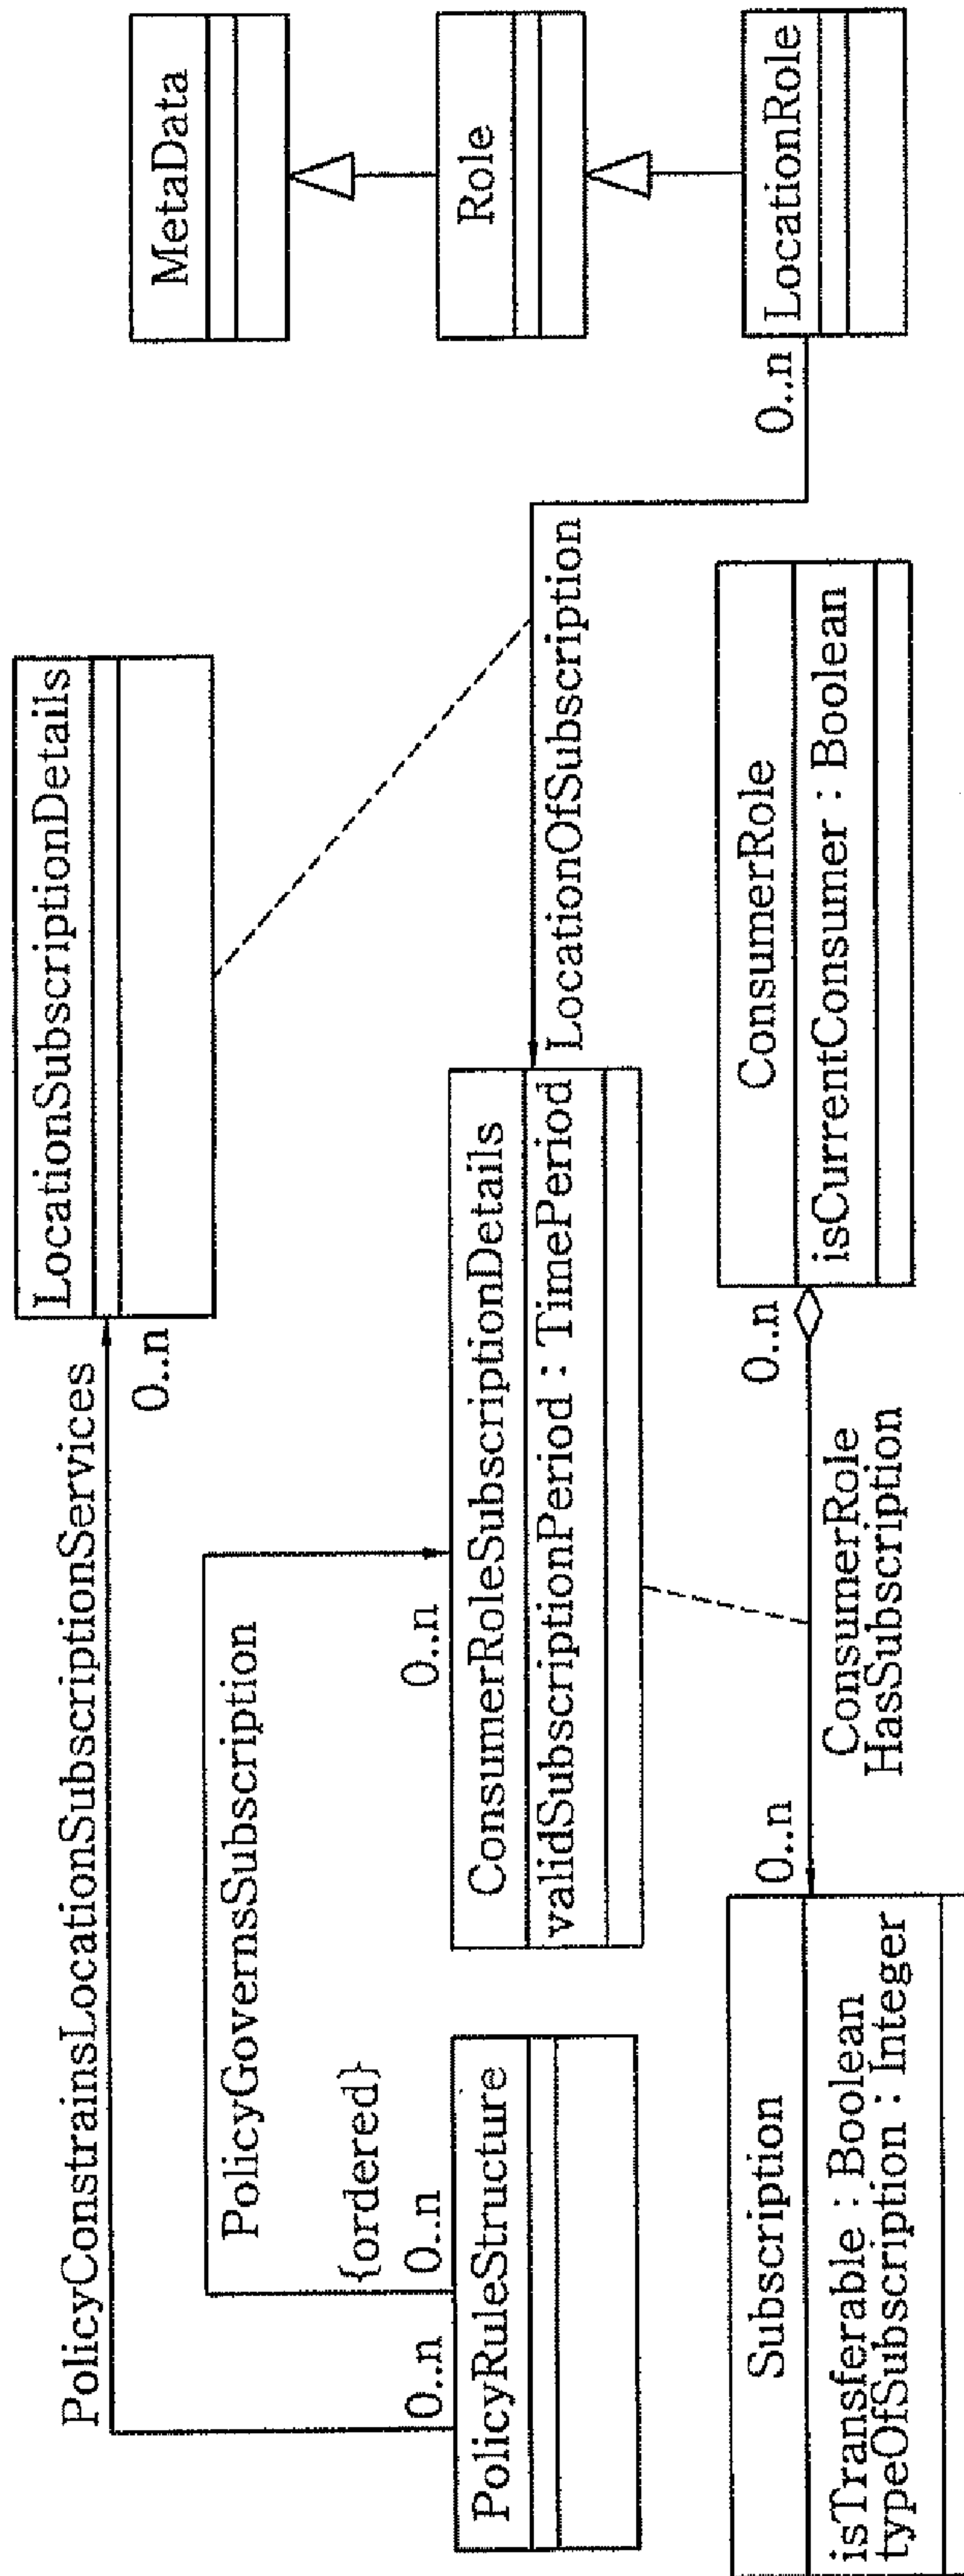 PolicyConstrainsLocationSubscriptionServices
0..n
LocationSubscriptionDetails
MetaData
PolicyGovernsSubscription
{ordered}
0..n
0..n
0..n
PolicyRuleStructure
ConsumerRoleSubscriptionDetails
validSubscriptionPeriod : TimePeriod
LocationOfSubscription
Role
0..n
LocationRole
Subscription
isTransferable : Boolean
typeOfSubscription : Integer
0..n
ConsumerRole
HasSubscription
0..n
ConsumerRole
isCurrentConsumer : Boolean